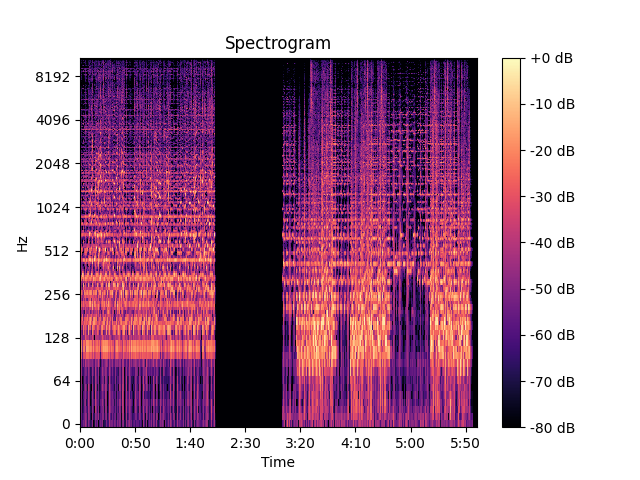 Spectrogram
Hz
8192
4096
2048
1024
512
256
128
64
0
0:00 0:50 1:40 2:30 3:20 4:10 5:00 5:50
Time
+0 dB
-10 dB
-20 dB
-30 dB
-40 dB
-50 dB
-60 dB
-70 dB
-80 dB